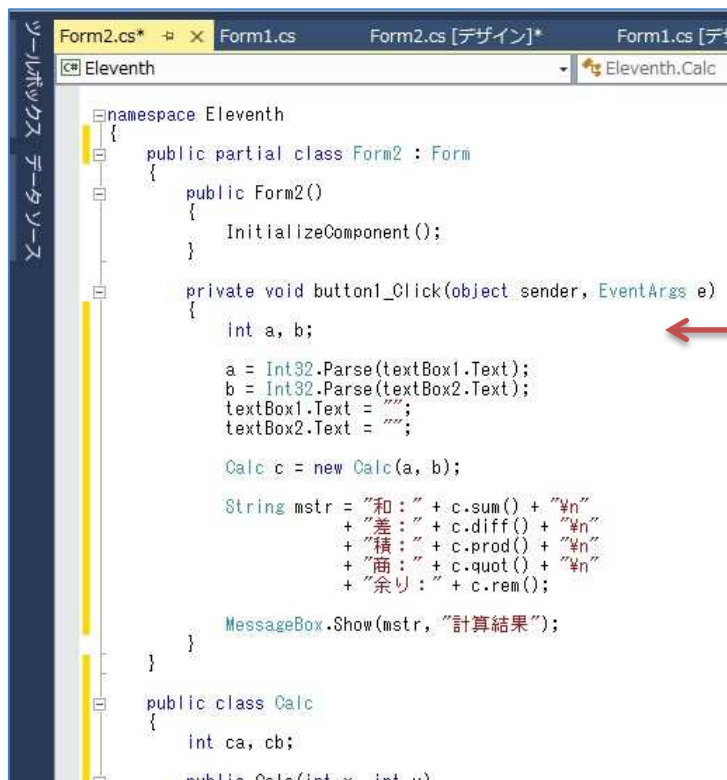 Form2.cs* Form1.cs Form2.cs [デザイン]* Form1.cs [デ
ツールボックス データソース
C# Eleventh Eleventh.Calc
namespace Eleventh
{
public partial class Form2 : Form
{
public Form2()
{
InitializeComponent();
}
private void button1_Click(object sender, EventArgs e)
{
int a, b;
a = Int32.Parse(textBox1.Text);
b = Int32.Parse(textBox2.Text);
textBox1.Text = "";
textBox2.Text = "";
Calc c = new Calc(a, b);
String mstr = "和：" + c.sum() + "¥n"
+ "差：" + c.diff() + "¥n"
+ "積：" + c.prod() + "¥n"
+ "商：" + c.quot() + "¥n"
+ "余り：" + c.rem();
MessageBox.Show(mstr, "計算結果");
}
}
public class Calc
{
int ca, cb;
public Calc(int x, int y)